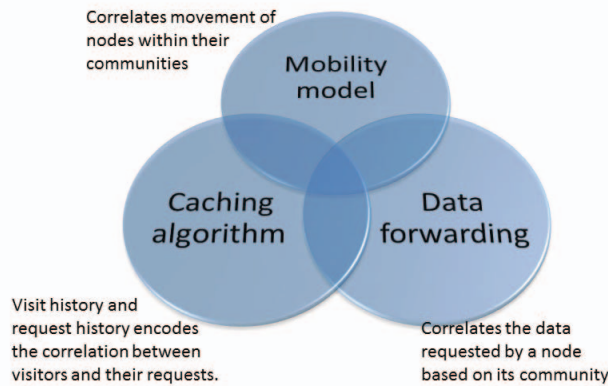 Correlates movement of
nodes within their
communities
Mobility
model
Caching
algorithm
Data
forwarding
Visit history and
request history encodes
the correlation between
visitors and their requests.
Correlates the data
requested by a node
based on its community